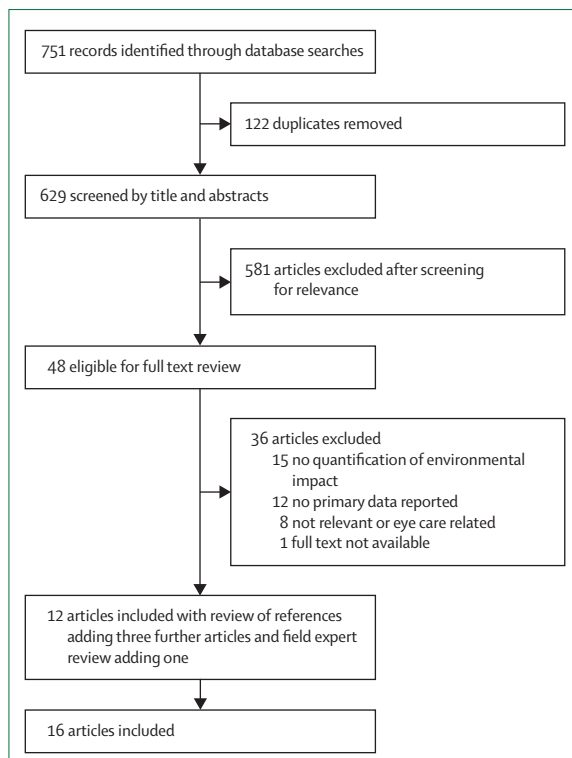 751 records identified through database searches
122 duplicates removed
629 screened by title and abstracts
581 articles excluded after screening
for relevance
48 eligible for full text review
36 articles excluded
15 no quantification of environmental
impact
12 no primary data reported
8 not relevant or eye care related
1 full text not available
12 articles included with review of references
adding three further articles and field expert
review adding one
16 articles included